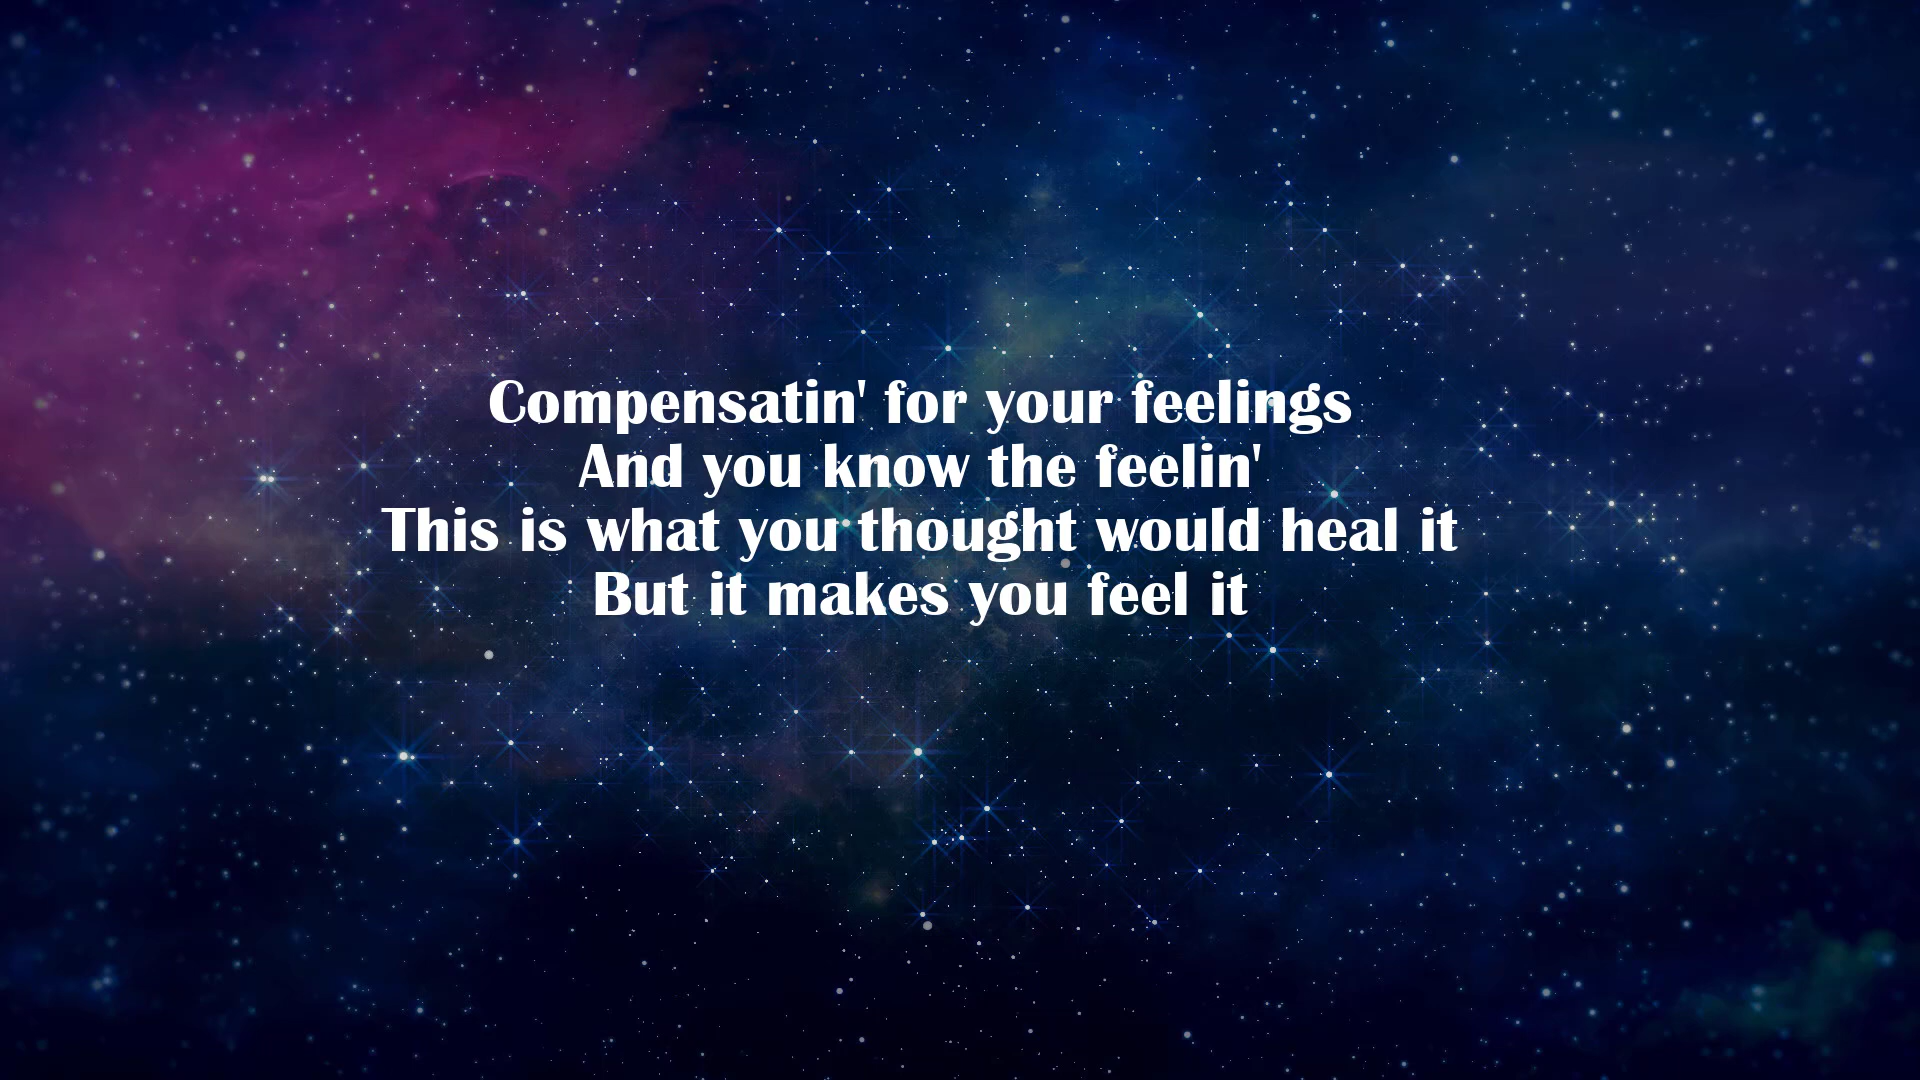 Compensatin' for your feelings
And you know the feelin'
This is what you thought would heal it
But it makes you feel it